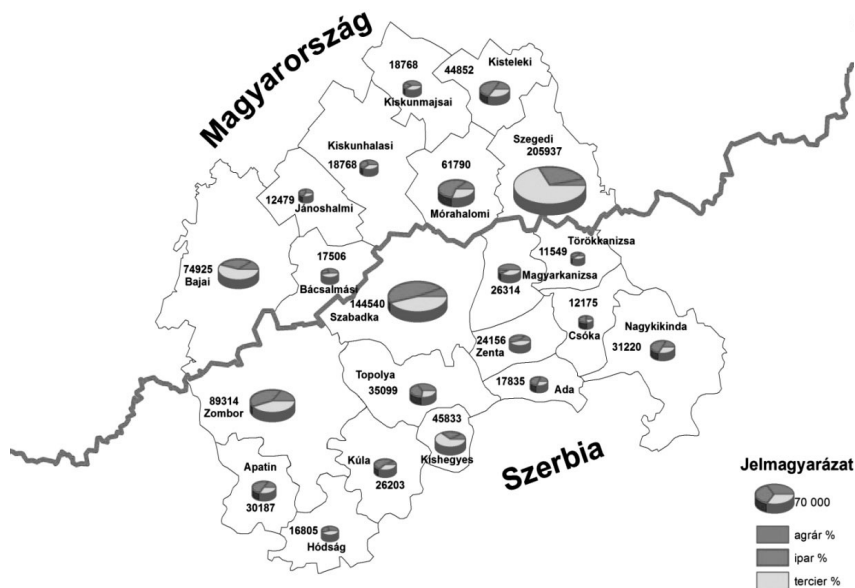 Magyarország
18768
Kiskunmajsai
44852
Kisteleki
Kiskunhalasi
18768
61790
Mórahalomi
Szegedi
205937
12479
Jánoshalmi
74925
Bajai
17506
Bácsalmási
144540
Szabadka
Magyarkanizsa
26314
Törökkanizsa
11549
12175
Csóka
Nagykikinda
31220
24156
Zenta
17835
Ada
Topolya
35099
89314
Zombor
45833
Kishegyes
Kúla
26203
Apatin
30187
16805
Hódság
Szerbia
Jelmagyarázat
70 000
agrár %
ipar %
tercier %